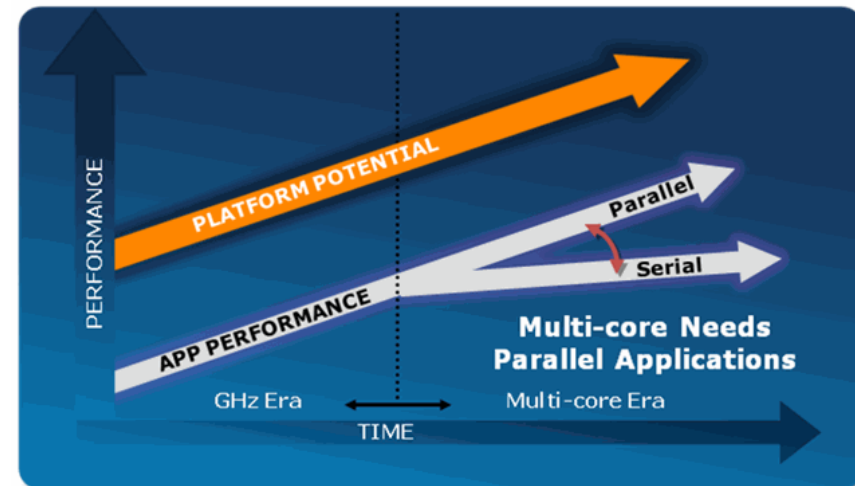 PERFORMANCE
PLATFORM POTENTIAL
APP PERFORMANCE
Parallel
Serial
Multi-core Needs
Parallel Applications
GHz Era
Multi-core Era
TIME